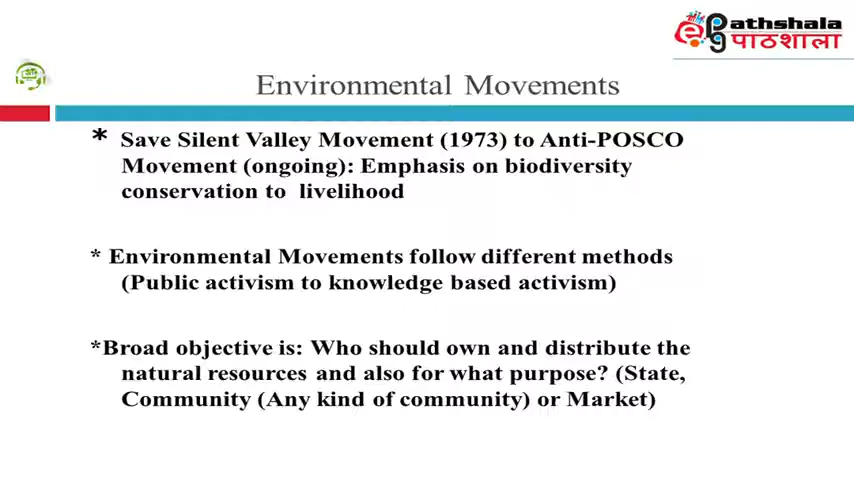 ePathshala
पाठशाला
Environmental Movements
* Save Silent Valley Movement (1973) to Anti-POSCO
Movement (ongoing): Emphasis on biodiversity
conservation to livelihood
* Environmental Movements follow different methods
(Public activism to knowledge based activism)
*Broad objective is: Who should own and distribute the
natural resources and also for what purpose? (State,
Community (Any kind of community) or Market)